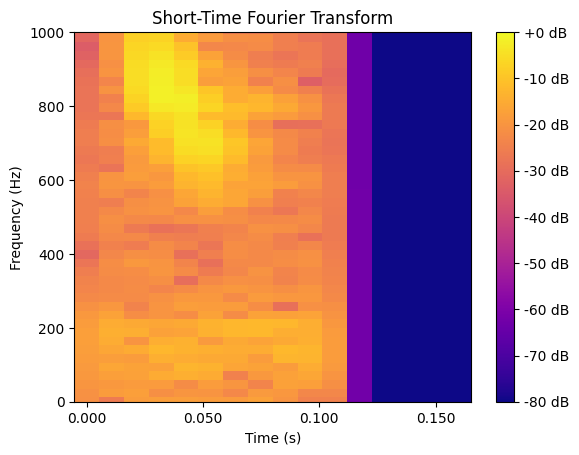 Short-Time Fourier Transform
1000
800
600
400
200
0
Frequency (Hz)
0.000
0.050
0.100
0.150
Time (s)
+0 dB
-10 dB
-20 dB
-30 dB
-40 dB
-50 dB
-60 dB
-70 dB
-80 dB